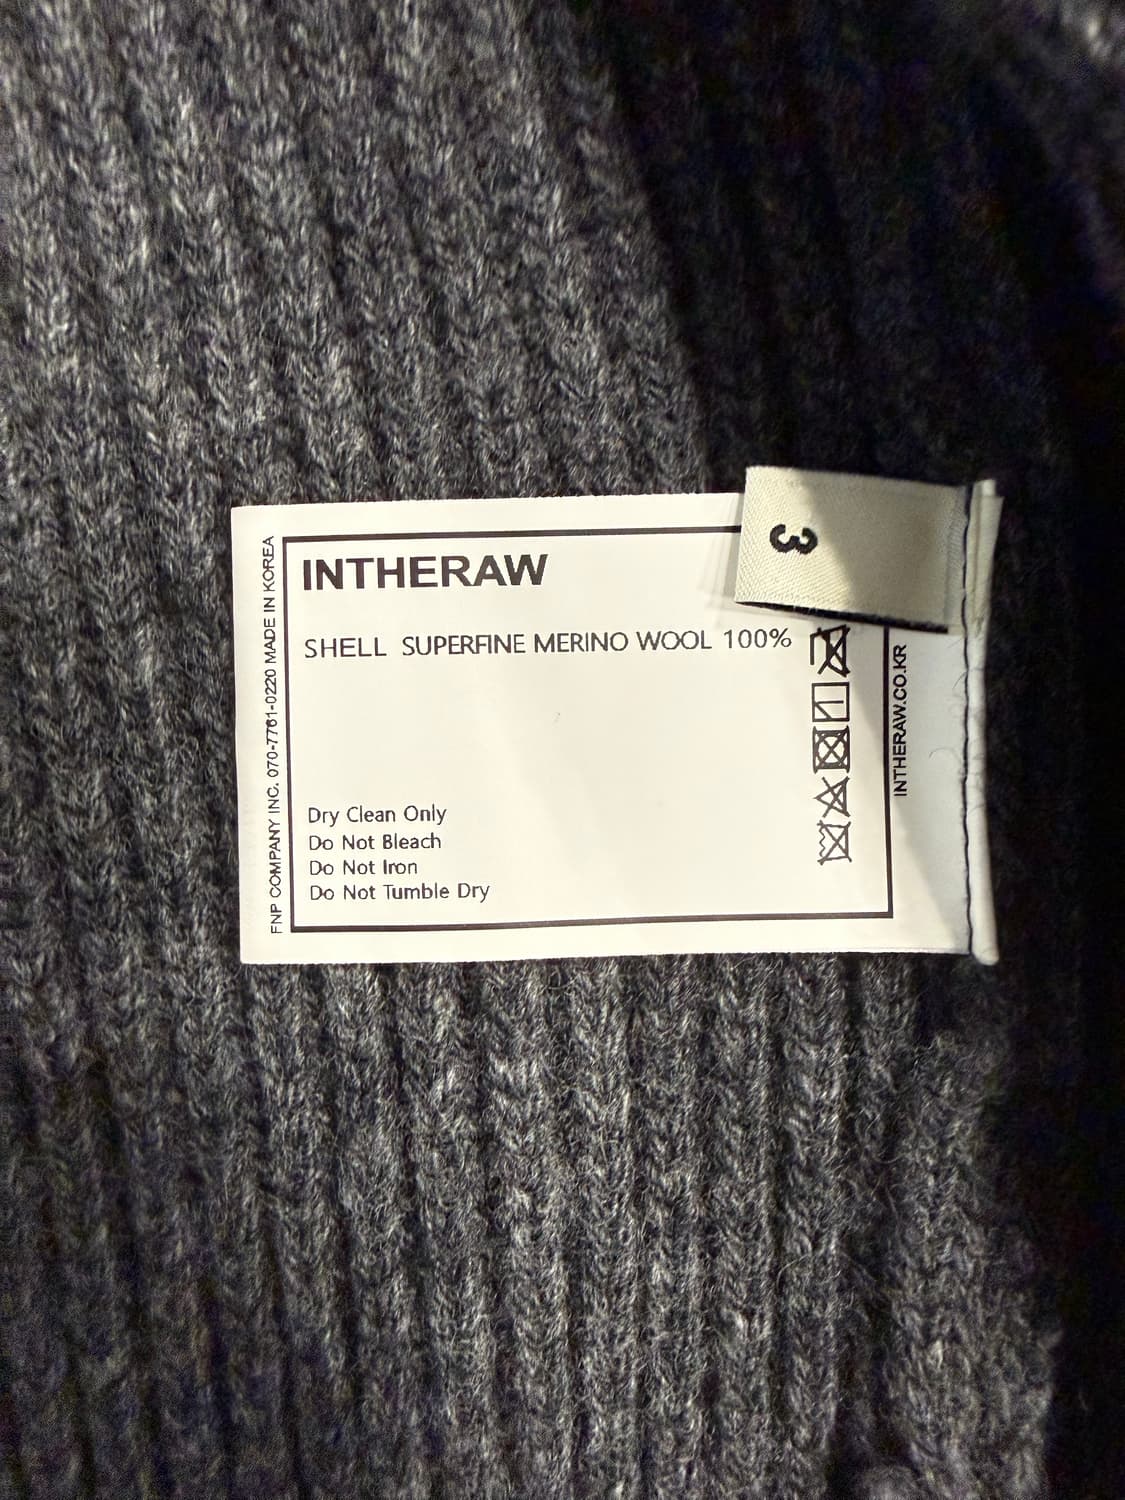 INTHERAW
SHELL SUPERFINE MERINO WOOL 100%
Dry Clean Only
Do Not Bleach
Do Not Iron
Do Not Tumble Dry
FNP COMPANY INC. 070-7761-0220 MADE IN KOREA
INTHERAW.CO.KR
3